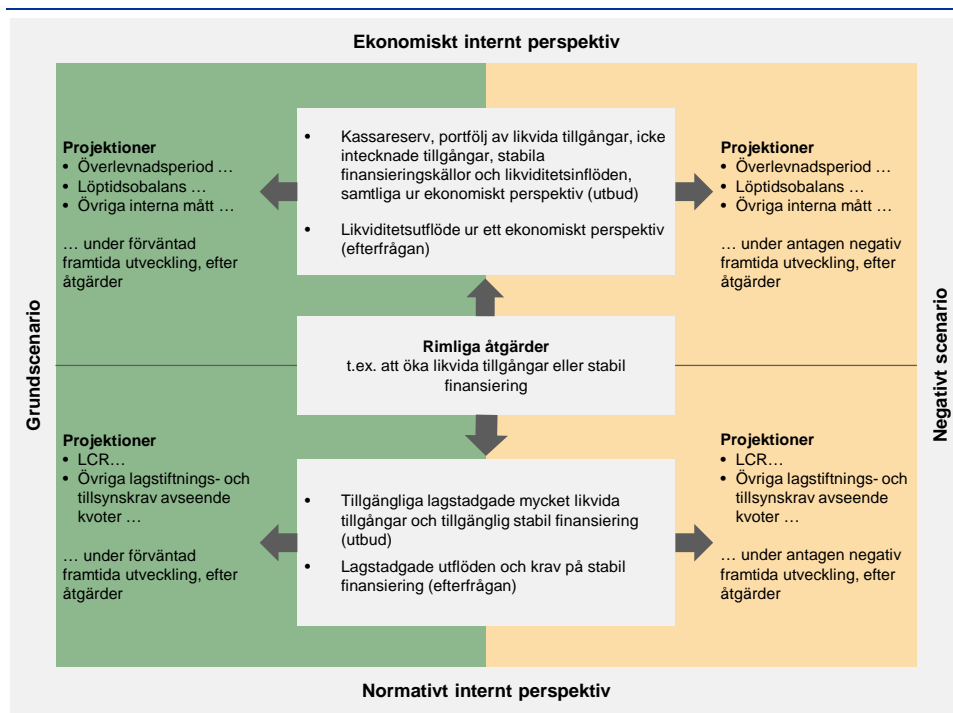 Ekonomiskt internt perspektiv
Grundscenario
Projektioner
• Överlevnadsperiod …
• Löptidsobalans …
• Övriga interna mått …
… under förväntad
framtida utveckling, efter
åtgärder
• Kassareserv, portfölj av likvida tillgångar, icke
intecknade tillgångar, stabila
finansieringskällor och likviditetsinflöden,
samtliga ur ekonomiskt perspektiv (utbud)
• Likviditetsutflöde ur ett ekonomiskt perspektiv
(efterfrågan)
Projektioner
• Överlevnadsperiod …
• Löptidsobalans …
• Övriga interna mått …
… under antagen negativ
framtida utveckling, efter
åtgärder
Negativt scenario
Rimliga åtgärder
t.ex. att öka likvida tillgångar eller stabil
finansiering
Projektioner
• LCR…
• Övriga lagstiftnings- och
tillsynskrav avseende
kvoter …
… under förväntad
framtida utveckling, efter
åtgärder
• Tillgängliga lagstadgade mycket likvida
tillgångar och tillgänglig stabil finansiering
(utbud)
• Lagstadgade utflöden och krav på stabil
finansiering (efterfrågan)
Projektioner
• LCR…
• Övriga lagstiftnings- och
tillsynskrav avseende
kvoter …
… under antagen negativ
framtida utveckling, efter
åtgärder
Normativt internt perspektiv